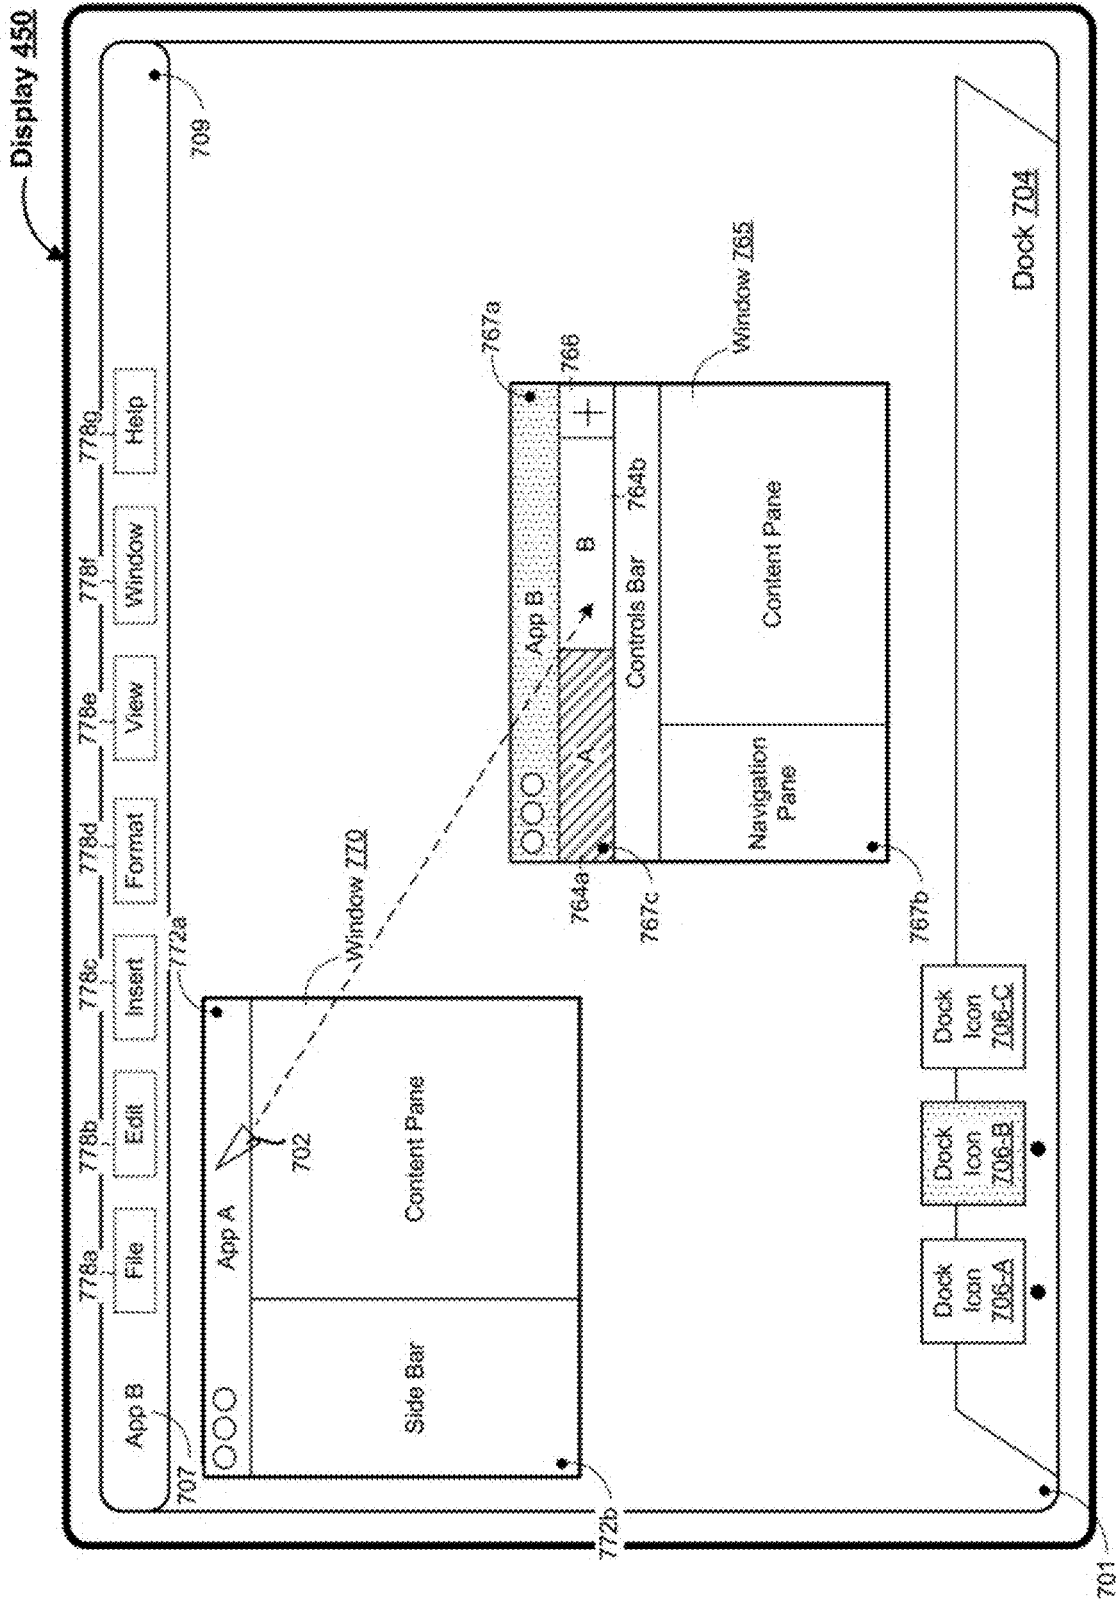 Display 450
709
778a
778b
778c
778d
778e
778f
778g
App B
File
Edit
Insert
Format
View
Window
Help
707
772a
App A
702
Window 770
Side Bar
Content Pane
772b
767a
App B
766
764a
A
B
767c
Controls Bar
764b
Window 765
Navigation
Pane
Content Pane
767b
Dock
Icon
706-A
Dock
Icon
706-B
Dock
Icon
706-C
Dock 704
701